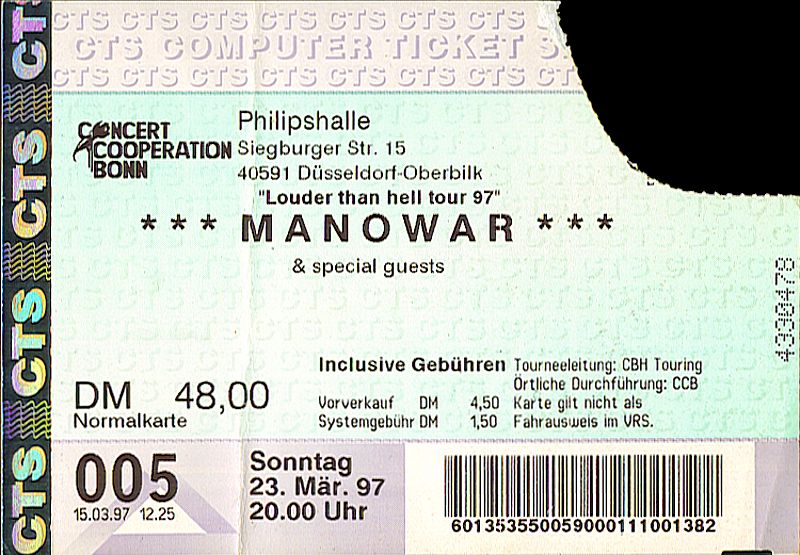 CTS CTS CTS CTS CTS CTS CTS
CTS COMPUTER TICKET S
CTS CTS CTS CTS CTS CTS CTS
CTS
CTS
CTS
CTS
CONCERT
COOPERATION
BONN
Philipshalle
Siegburger Str. 15
40591 Düsseldorf-Oberbilk
"Louder than hell tour 97"
*** MANOWAR ***
& special guests
4330478
DM 48,00
Normalkarte
Inclusive Gebühren
Vorverkauf DM 4,50
Systemgebühr DM 1,50
Tourneeleitung: CBH Touring
Örtliche Durchführung: CCB
Karte gilt nicht als
Fahrausweis im VRS.
005
15.03.97 12.25
Sonntag
23. Mär. 97
20.00 Uhr
601353550059000111001382